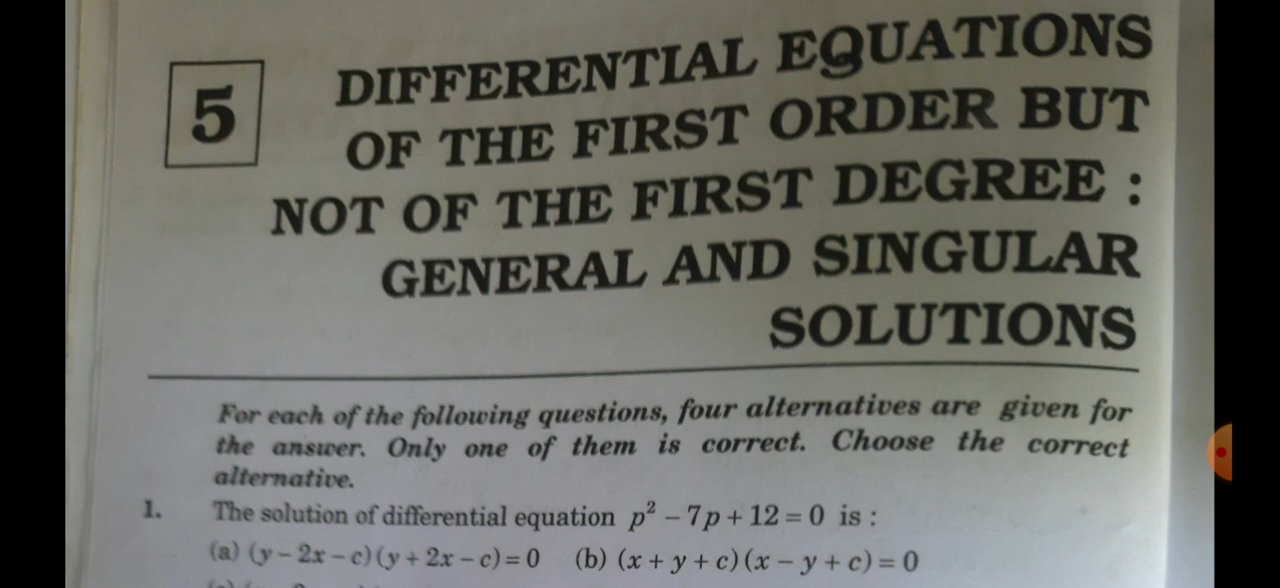 5
DIFFERENTIAL EQUATIONS
OF THE FIRST ORDER BUT
NOT OF THE FIRST DEGREE :
GENERAL AND SINGULAR
SOLUTIONS
For each of the following questions, four alternatives are given for
the answer. Only one of them is correct. Choose the correct
alternative.
1. The solution of differential equation p² – 7p + 12 = 0 is :
(a) (y – 2x – c)(y + 2x – c) = 0 (b) (x + y + c)(x – y + c) = 0